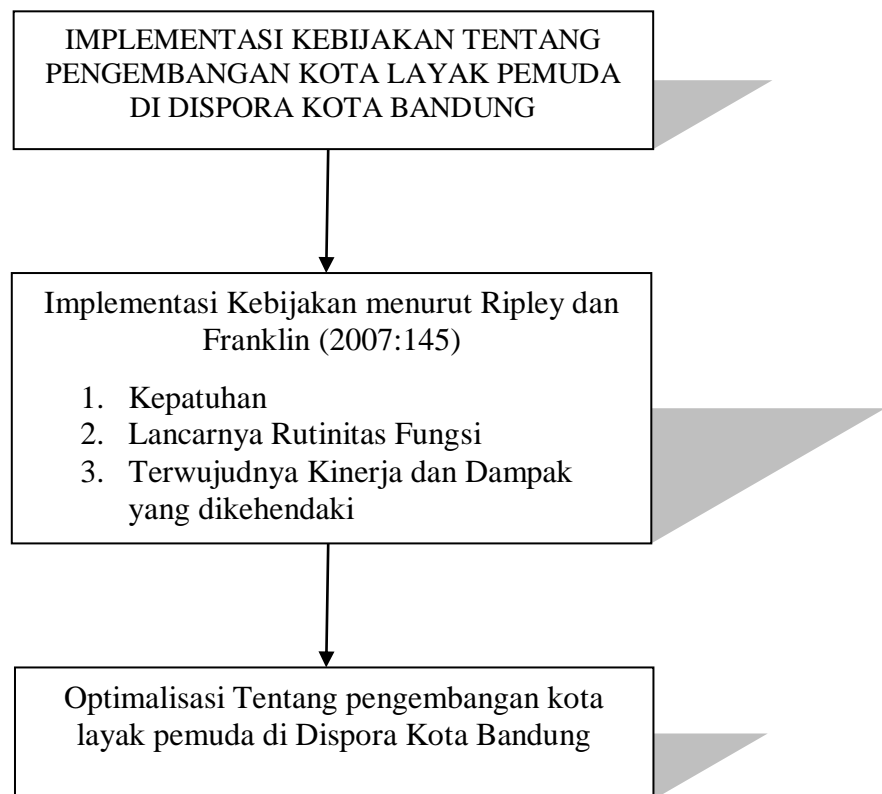 IMPLEMENTASI KEBIJAKAN TENTANG
PENGEMBANGAN KOTA LAYAK PEMUDA
DI DISPORA KOTA BANDUNG
Implementasi Kebijakan menurut Ripley dan
Franklin (2007:145)
1. Kepatuhan
2. Lancarnya Rutinitas Fungsi
3. Terwujudnya Kinerja dan Dampak
yang dikehendaki
Optimalisasi Tentang pengembangan kota
layak pemuda di Dispora Kota Bandung